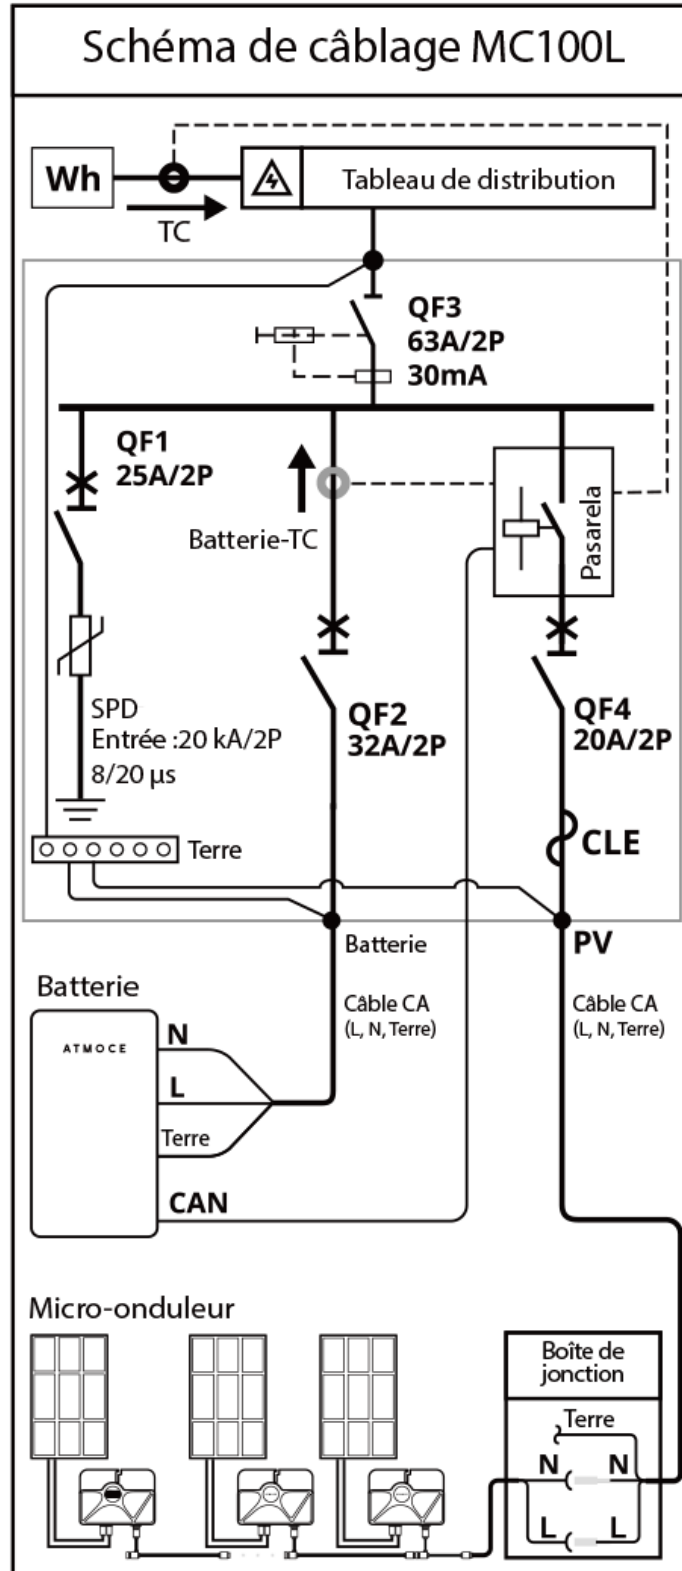 Schéma de câblage MC100L
Wh
Tableau de distribution
TC
QF3
63A/2P
30mA
QF1
25A/2P
Batterie-TC
Pasarela
SPD
Entrée :20 kA/2P
8/20 µs
QF2
32A/2P
QF4
20A/2P
CLE
Terre
Batterie
PV
Batterie
Câble CA
(L, N, Terre)
Câble CA
(L, N, Terre)
ATMOCE
N
L
Terre
CAN
Micro-onduleur
Boîte de
jonction
Terre
N N
L L